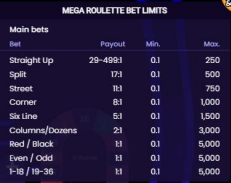 MEGA ROULETTE BET LIMITS
Main bets
Bet Payout Min. Max.
Straight Up 29-499:1 0.1 250
Split 17:1 0.1 500
Street 11:1 0.1 750
Corner 8:1 0.1 1,000
Six Line 5:1 0.1 1,500
Columns/Dozens 2:1 0.1 3,000
Red / Black 1:1 0.1 5,000
Even / Odd 1:1 0.1 5,000
1-18 / 19-36 1:1 0.1 5,000